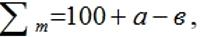 ∑ m=100 + а – в ,